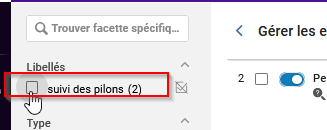 Trouver facette spécifiq...
Gérer les e
Libellés
suivi des pilons (2)
2
Pe
Type